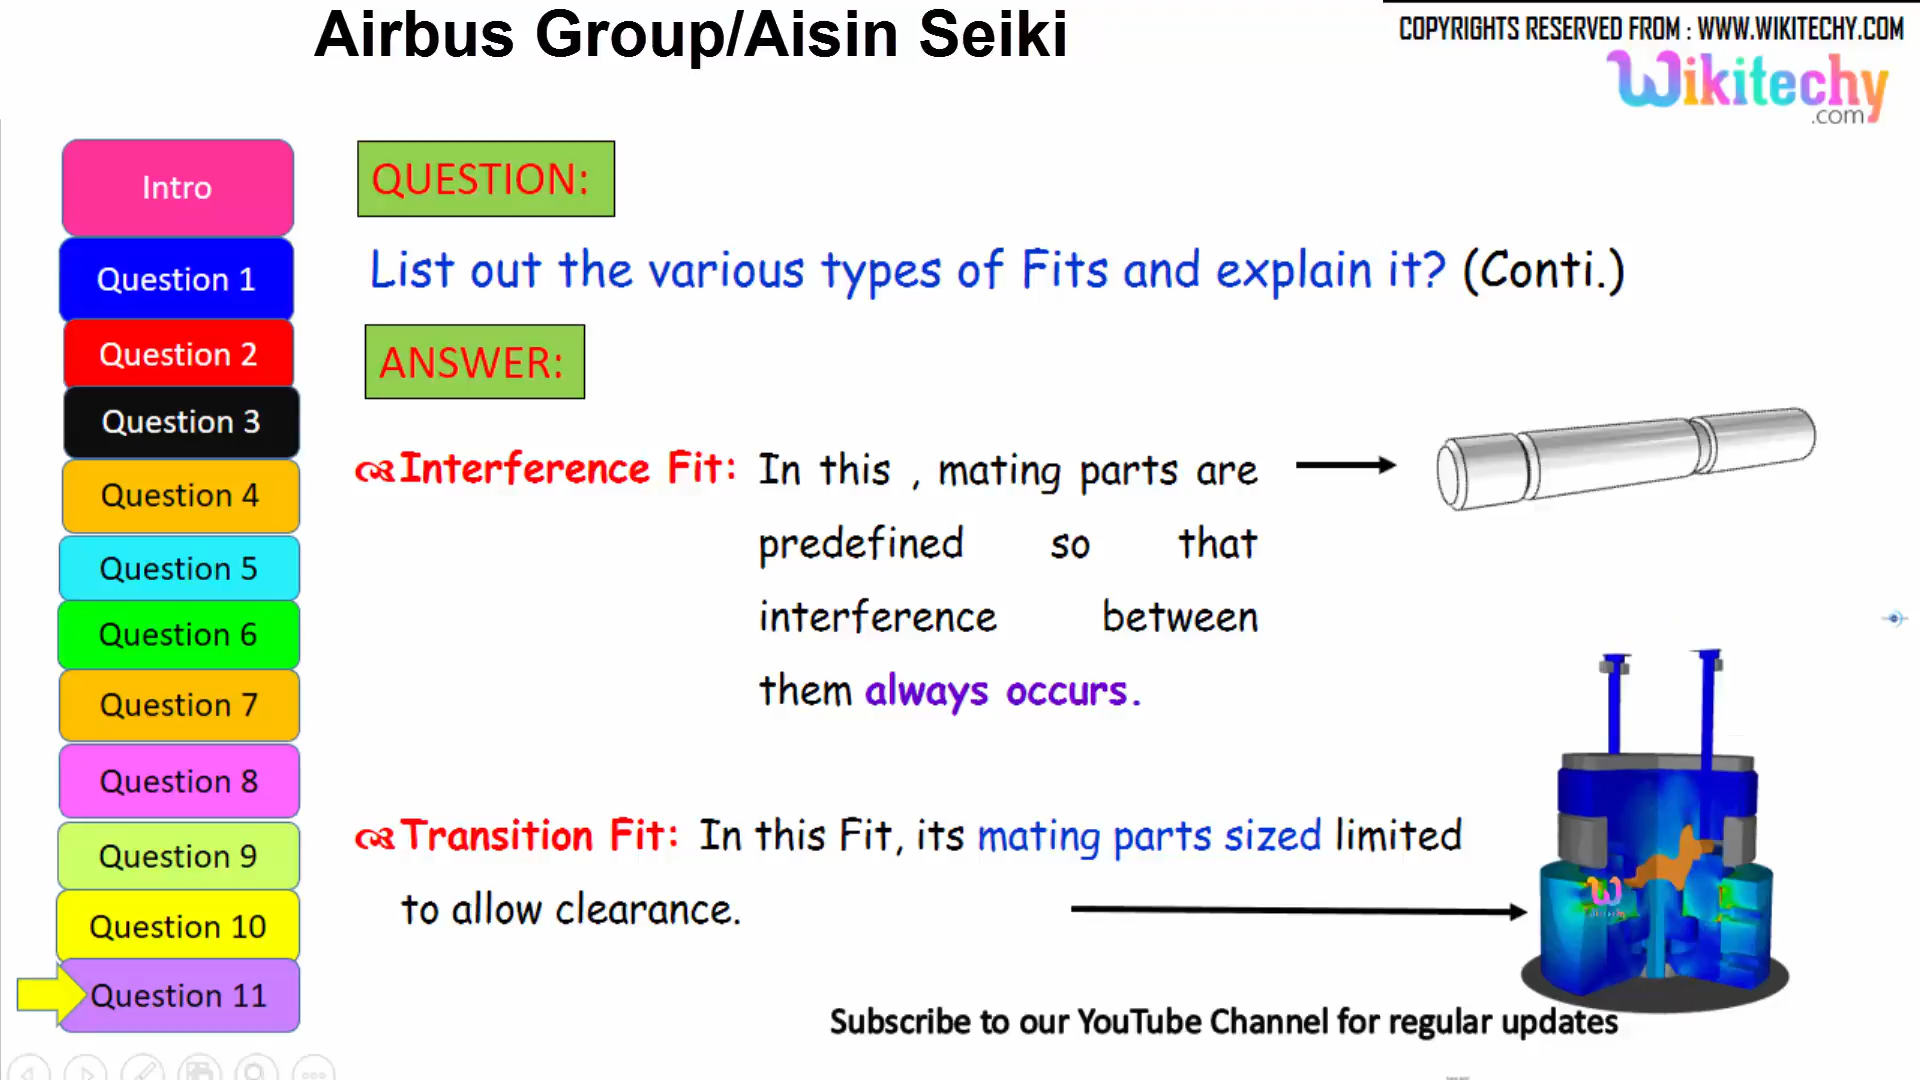 Airbus Group/Aisin Seiki
COPYRIGHTS RESERVED FROM : WWW.WIKITECHY.COM
Wikitechy
.com
Intro
Question 1
Question 2
Question 3
Question 4
Question 5
Question 6
Question 7
Question 8
Question 9
Question 10
Question 11
QUESTION:
List out the various types of Fits and explain it? (Conti.)
ANSWER:
Interference Fit: In this , mating parts are
predefined so that
interference between
them always occurs.
Transition Fit: In this Fit, its mating parts sized limited
to allow clearance.
Subscribe to our YouTube Channel for regular updates